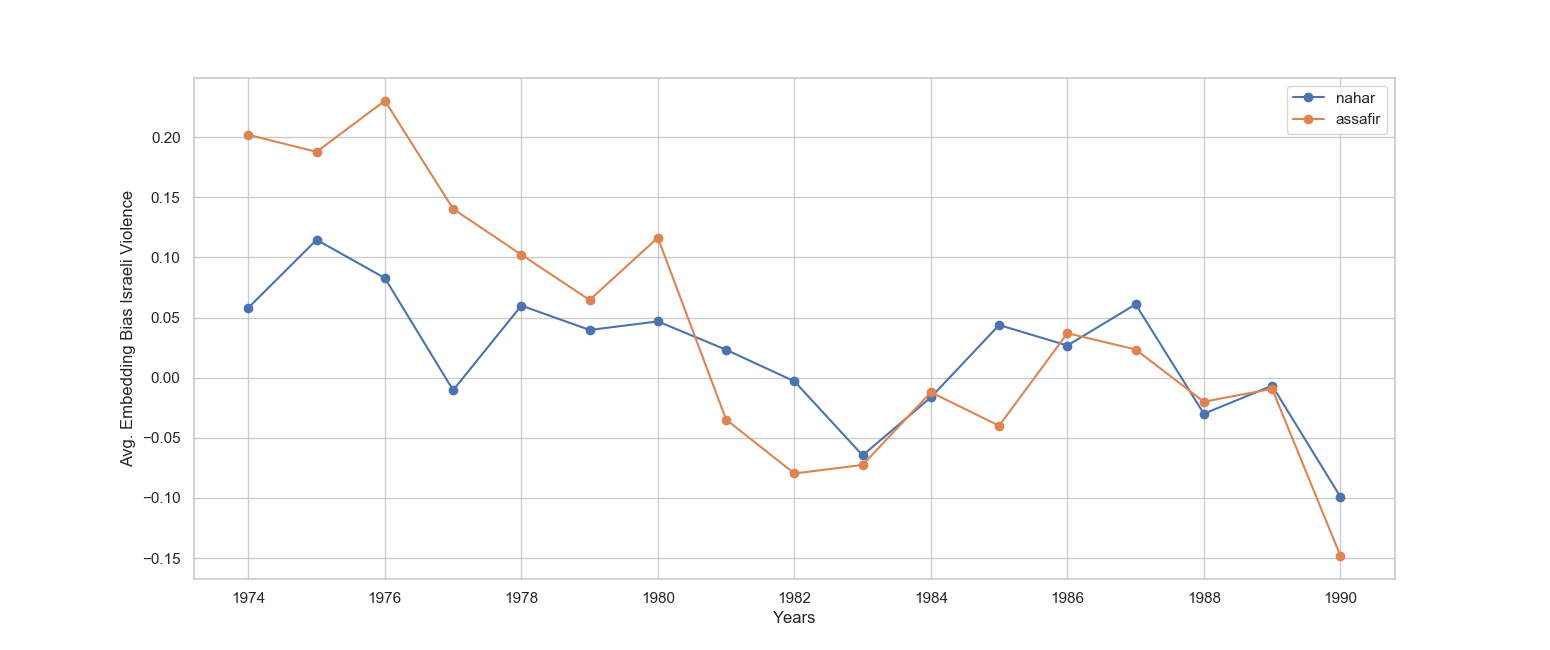 nahar
assafir
Avg. Embedding Bias Israeli Violence
0.20
0.15
0.10
0.05
0.00
−0.05
−0.10
−0.15
1974 1976 1978 1980 1982 1984 1986 1988 1990
Years